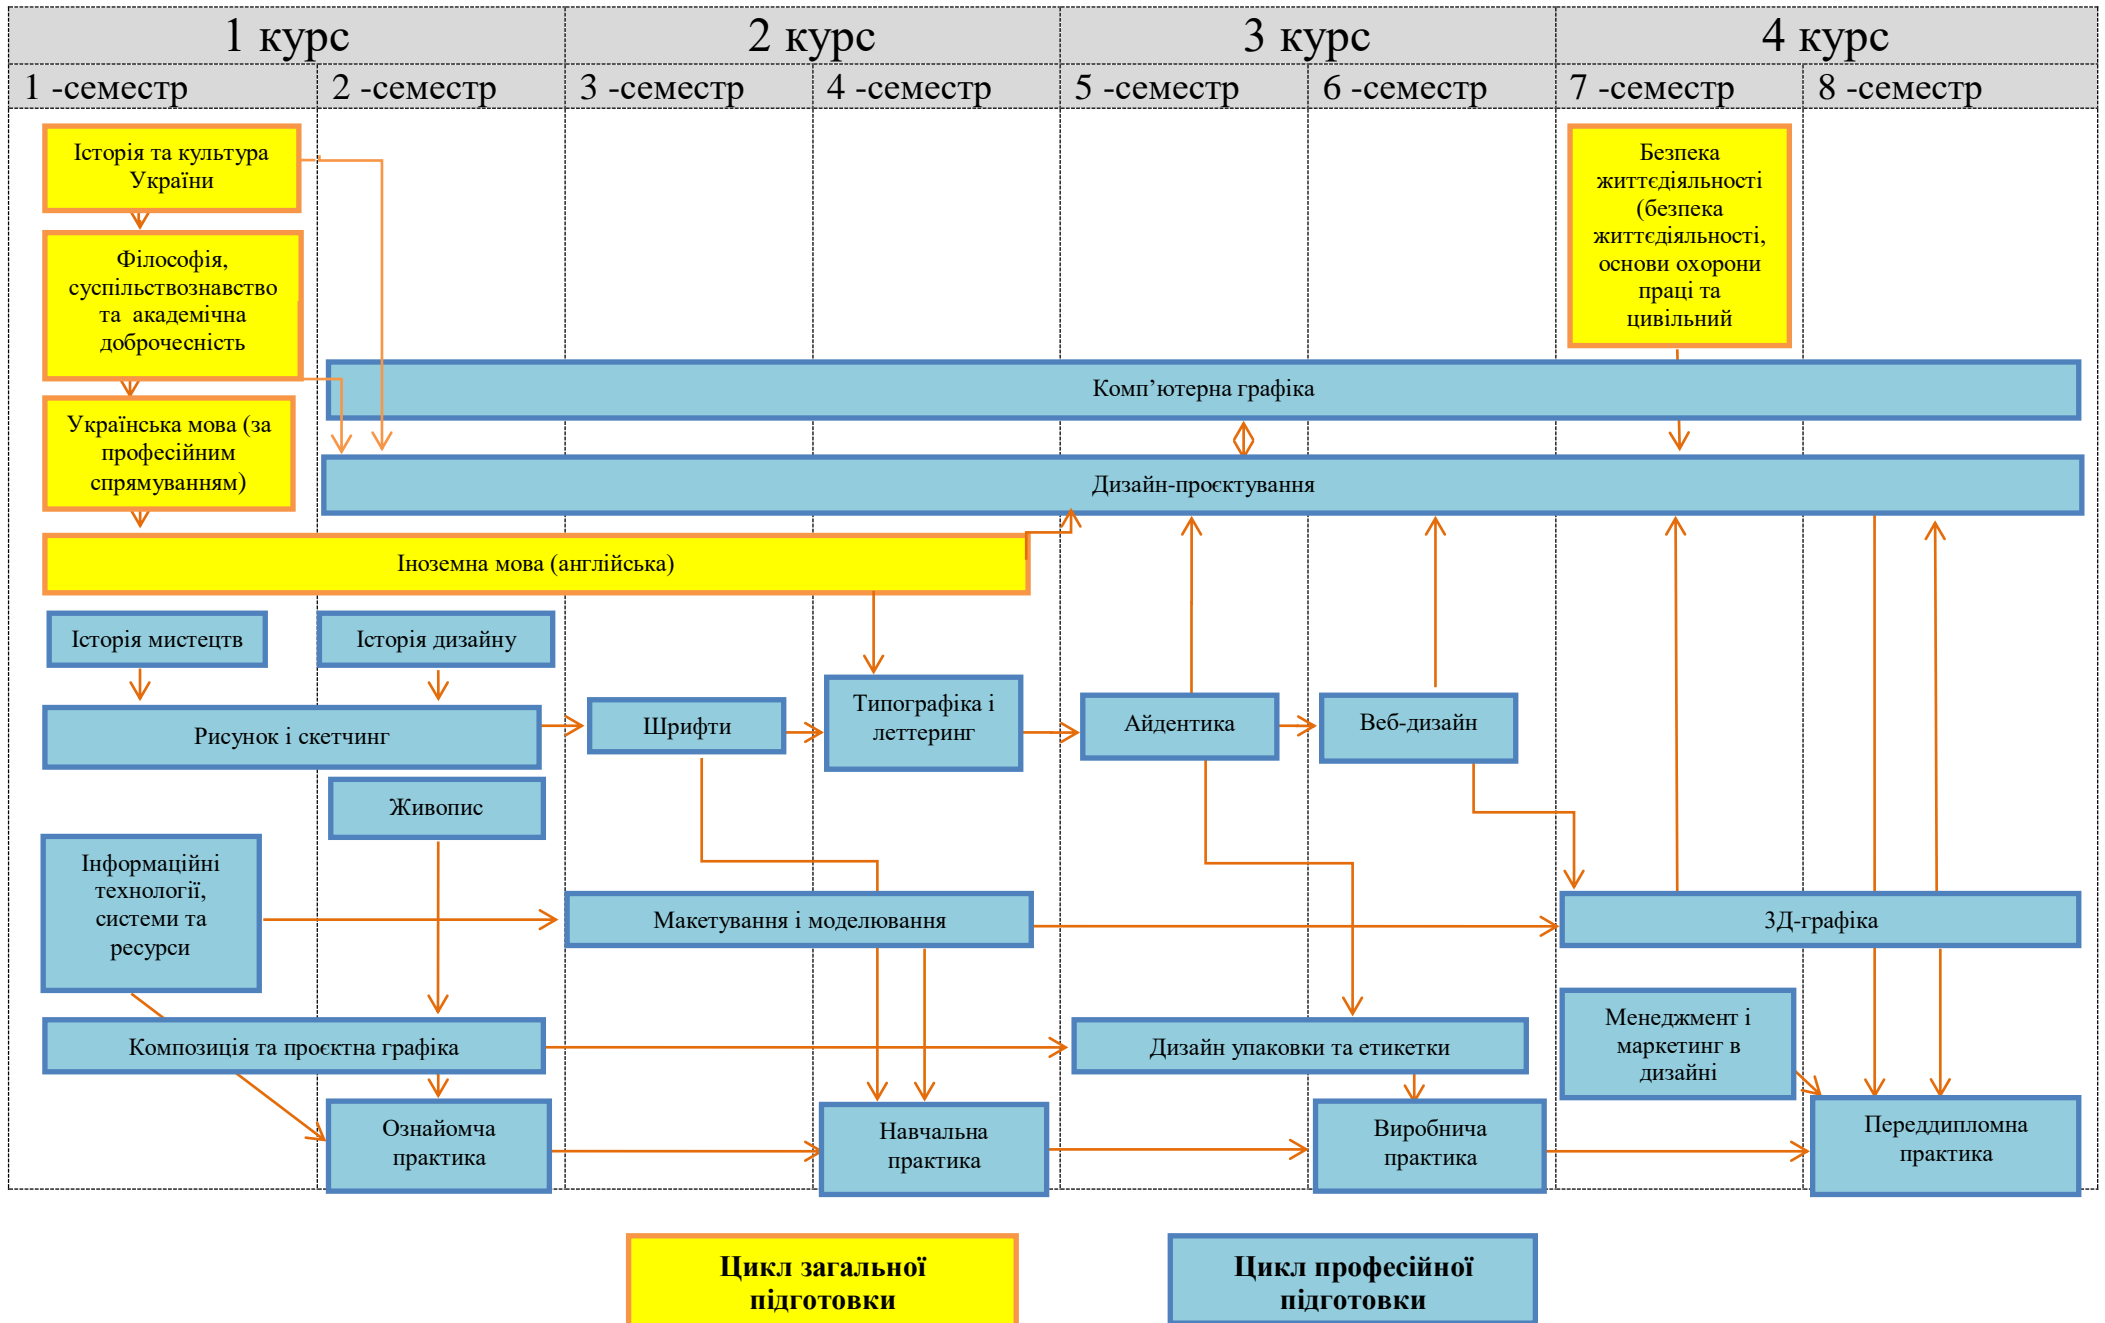 1 курс
2 курс
3 курс
4 курс
1 -семестр
2 -семестр
3 -семестр
4 -семестр
5 -семестр
6 -семестр
7 -семестр
8 -семестр
Історія та культура
України
Безпека
життєдіяльності
(безпека
життєдіяльності,
основи охорони
праці та
цивільний
Філософія,
суспільствознавство
та академічна
доброчесність
Комп’ютерна графіка
Українська мова (за
професійним
спрямуванням)
Дизайн-проєктування
Іноземна мова (англійська)
Історія мистецтв
Історія дизайну
Рисунок і скетчинг
Шрифти
Типографіка і
леттеринг
Айдентика
Веб-дизайн
Живопис
Інформаційні
технології,
системи та
ресурси
Макетування і моделювання
3Д-графіка
Композиція та проєктна графіка
Дизайн упаковки та етикетки
Менеджмент і
маркетинг в
дизайні
Ознайомча
практика
Навчальна
практика
Виробнича
практика
Переддипломна
практика
Цикл загальної
підготовки
Цикл професійної
підготовки